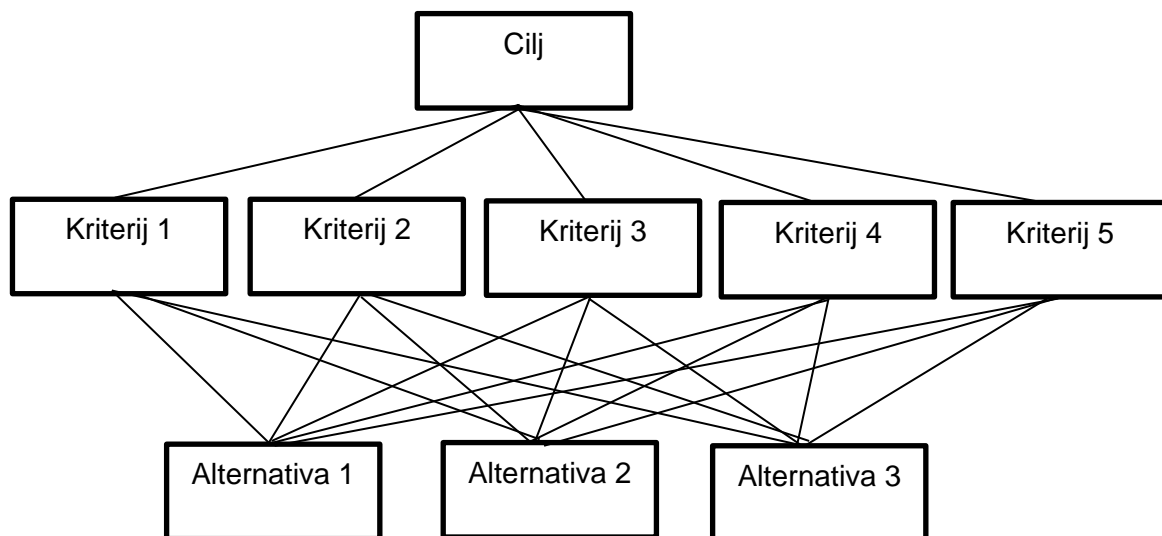 Cilj
Kriterij 1
Kriterij 2
Kriterij 3
Kriterij 4
Kriterij 5
Alternativa 1
Alternativa 2
Alternativa 3